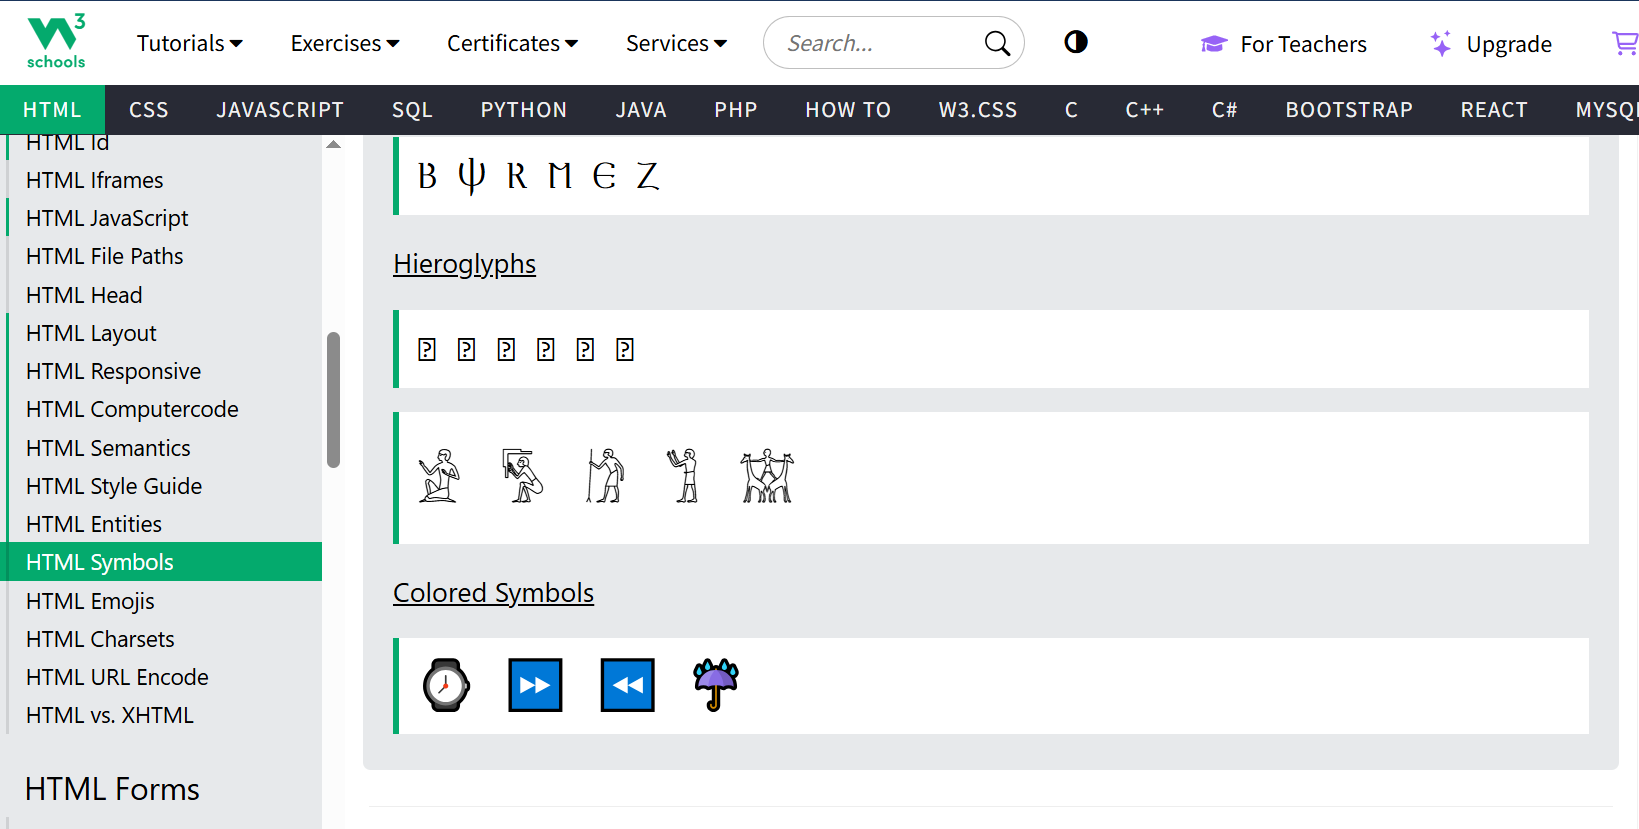 W3 schools
Tutorials Exercises Certificates Services Search... For Teachers Upgrade
HTML CSS JAVASCRIPT SQL PYTHON JAVA PHP HOW TO W3.CSS C C++ C# BOOTSTRAP REACT MYSQL
HTML Id
HTML Iframes
HTML JavaScript
HTML File Paths
HTML Head
HTML Layout
HTML Responsive
HTML Computercode
HTML Semantics
HTML Style Guide
HTML Entities
HTML Symbols
HTML Emojis
HTML Charsets
HTML URL Encode
HTML vs. XHTML
HTML Forms
Hieroglyphs
Colored Symbols